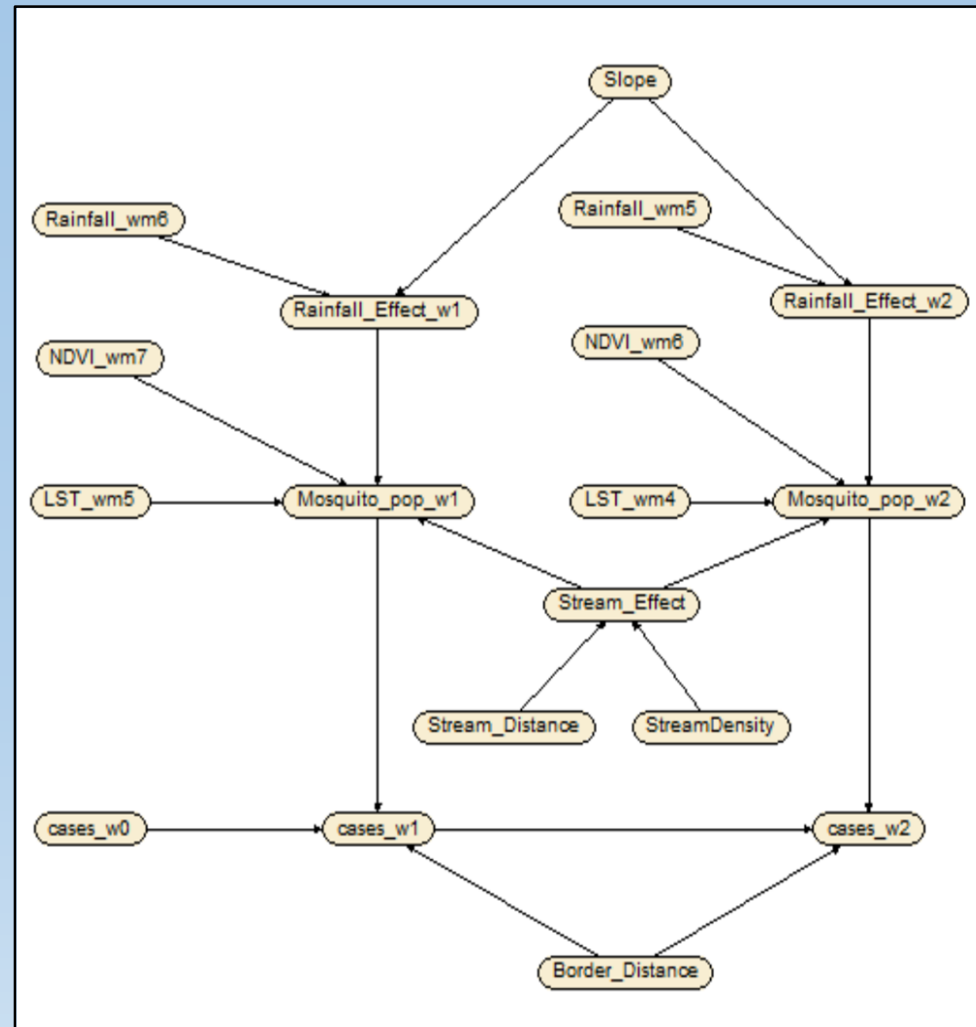 Slope
Rainfall_wm6
Rainfall_wm5
Rainfall_Effect_w1
Rainfall_Effect_w2
NDVI_wm7
NDVI_wm6
LST_wm5
Mosquito_pop_w1
LST_wm4
Mosquito_pop_w2
Stream_Effect
Stream_Distance
StreamDensity
cases_w0
cases_w1
cases_w2
Border_Distance